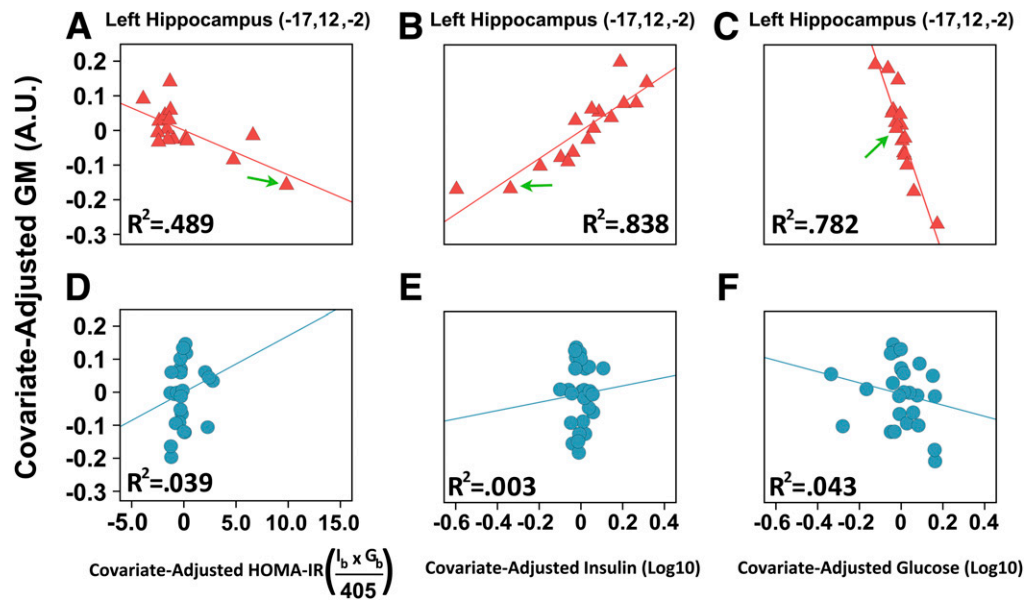 A
Left Hippocampus (-17,12,-2)
B
Left Hippocampus (-17,12,-2)
C
Left Hippocampus (-17,12,-2)
Covariate-Adjusted GM (A.U.)
0.2
0.1
0
-0.1
-0.2
-0.3
R²=.489
R²=.838
R²=.782
D
E
F
0.2
0.1
0
-0.1
-0.2
-0.3
R²=.039
R²=.003
R²=.043
-5.0 0 5.0 10.0 15.0
-0.6 -0.4 -0.2 0 0.2 0.4
-0.6 -0.4 -0.2 0 0.2 0.4
Covariate-Adjusted HOMA-IR(I_b x G_b / 405)
Covariate-Adjusted Insulin (Log10)
Covariate-Adjusted Glucose (Log10)